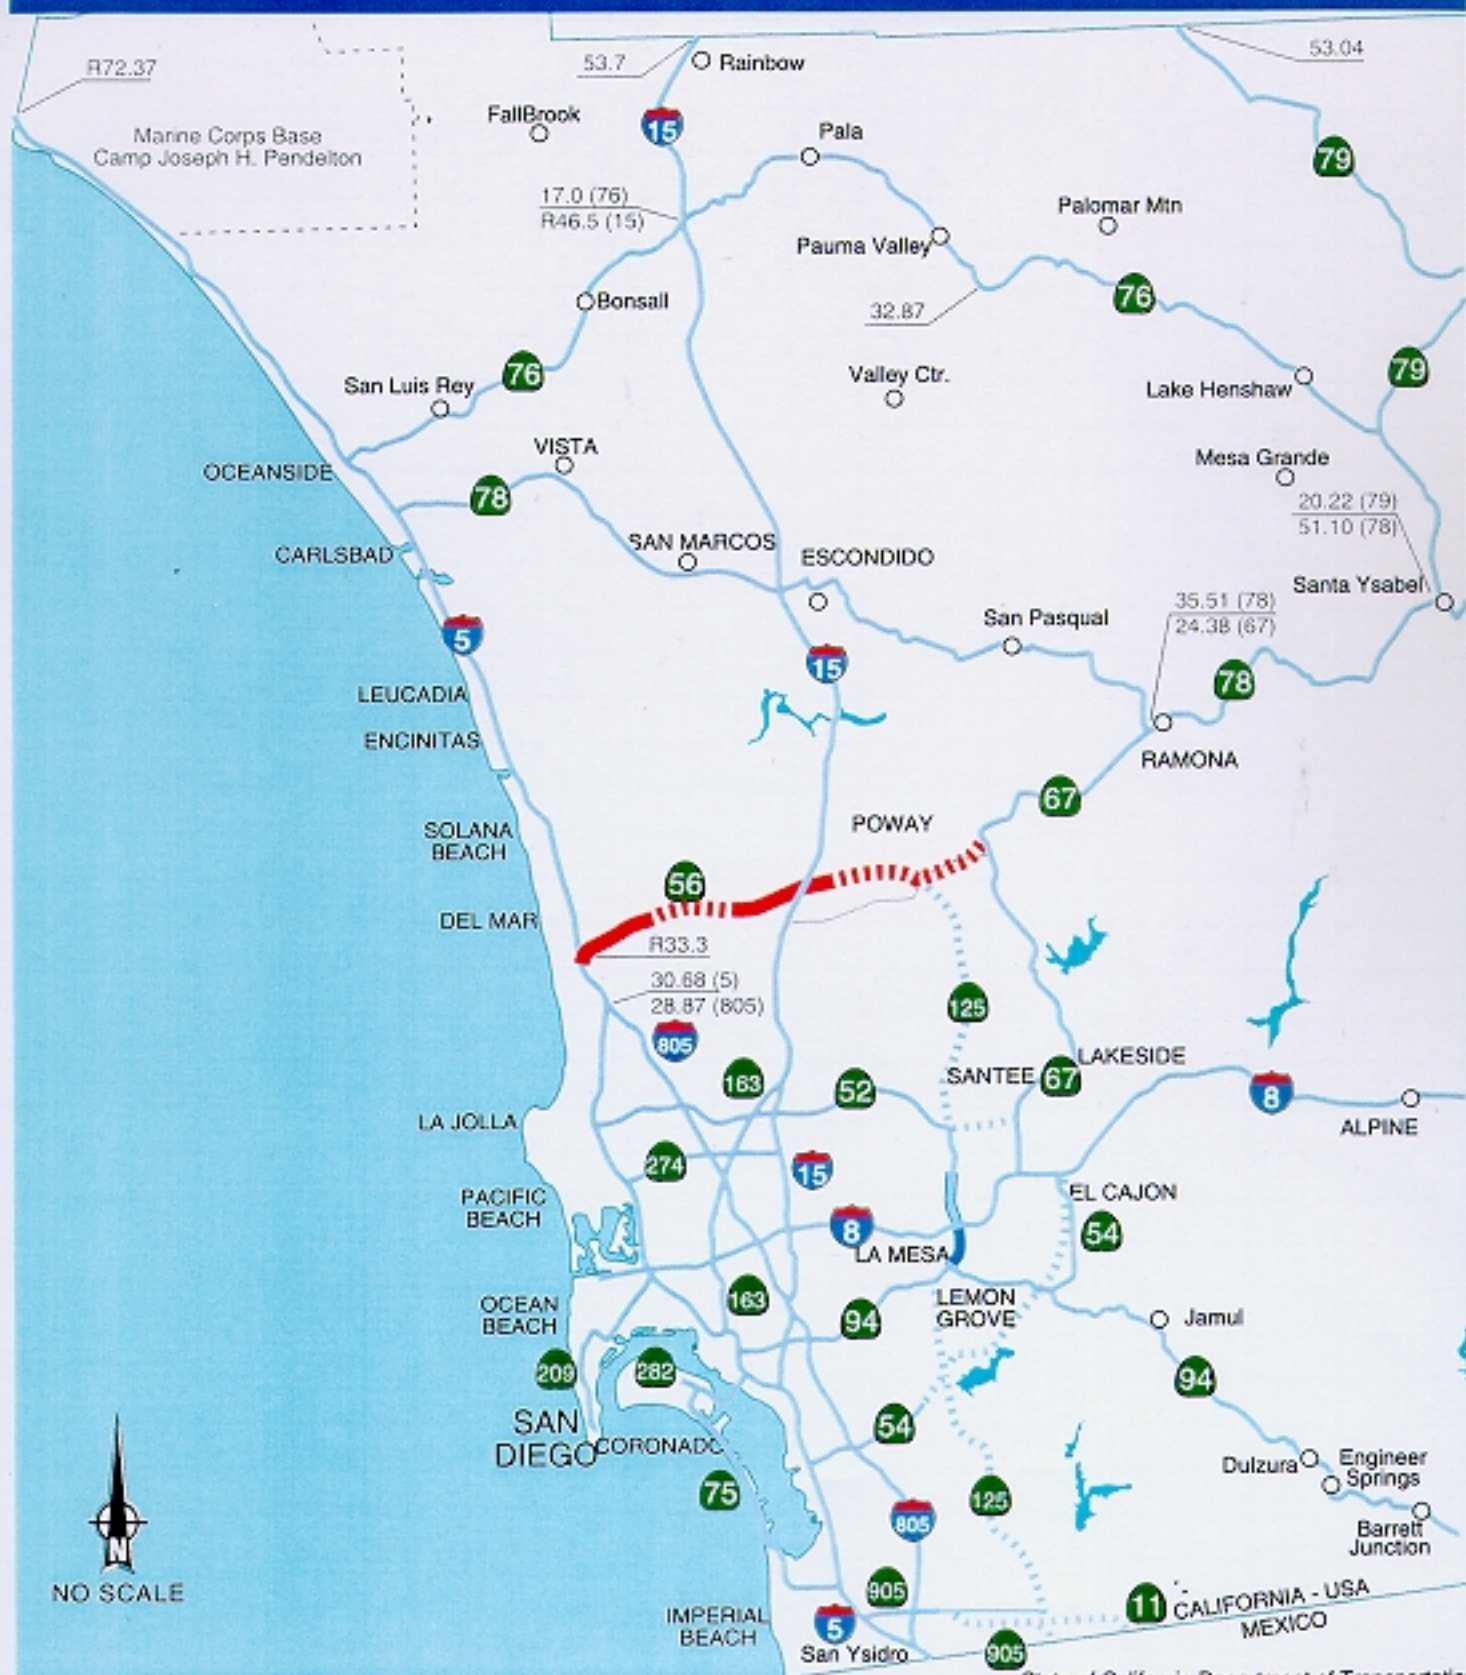 R72.37
53.7
Rainbow
53.04
FallBrook
15
Marine Corps Base
Camp Joseph H. Pendelton
Pala
79
17.0 (76)
R46.5 (15)
Palomar Mtn
Pauma Valley
Bonsall
32.87
76
San Luis Rey
76
Valley Ctr.
Lake Henshaw
79
OCEANSIDE
VISTA
78
Mesa Grande
20.22 (79)
51.10 (78)
CARLSBAD
SAN MARCOS
ESCONDIDO
Santa Ysabel
35.51 (78)
24.38 (67)
San Pasqual
5
15
78
LEUCADIA
ENCINITAS
RAMONA
67
SOLANA
BEACH
POWAY
56
DEL MAR
R33.3
30.68 (5)
28.87 (805)
125
805
163
52
SANTEE
67
LAKESIDE
8
ALPINE
LA JOLLA
274
15
PACIFIC
BEACH
EL CAJON
54
8
LA MESA
OCEAN
BEACH
163
94
LEMON
GROVE
Jamul
209
282
94
SAN
DIEGO
CORONADO
54
Dulzura
Engineer
Springs
75
125
805
Barrett
Junction
N
NO SCALE
905
11
CALIFORNIA - USA
MEXICO
IMPERIAL
BEACH
5
San Ysidro
905